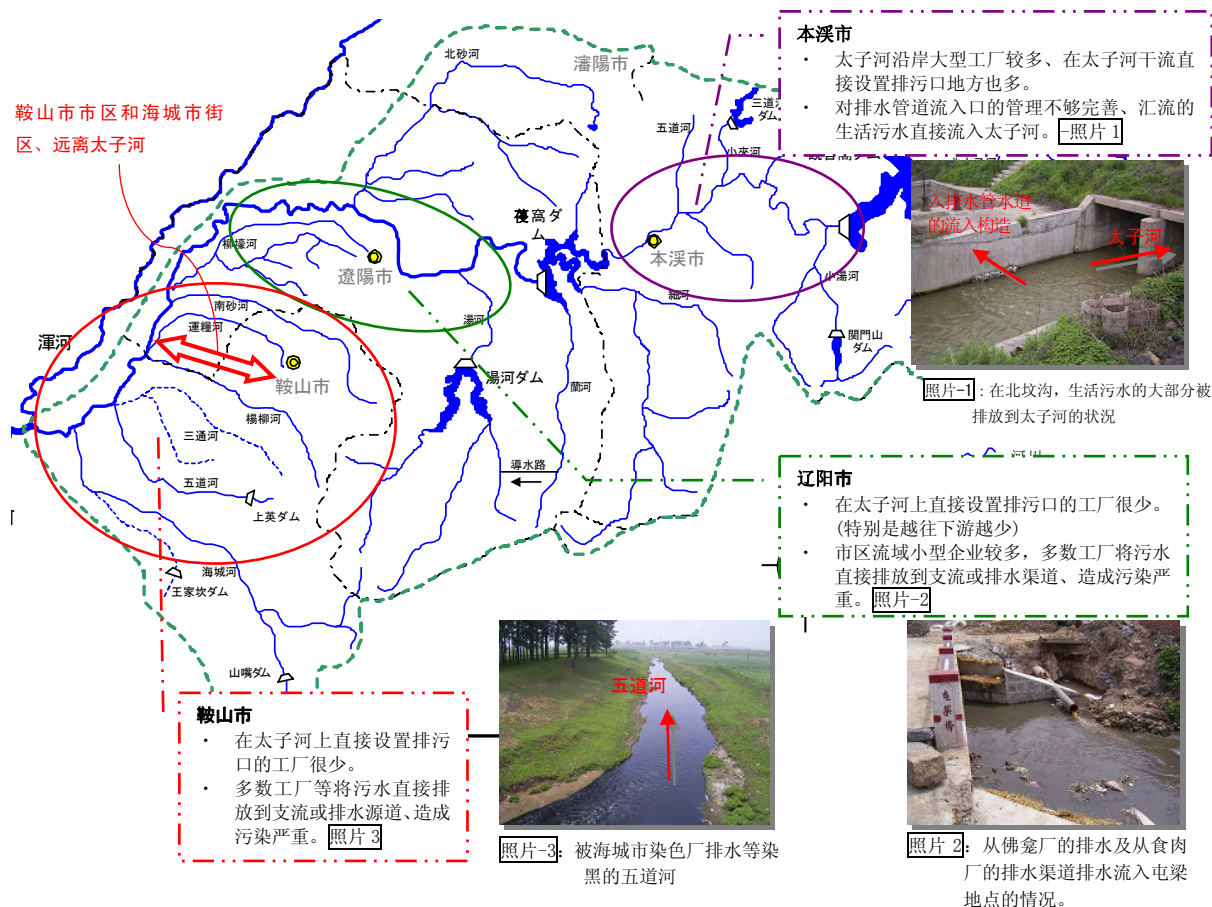 本溪市
· 太子河沿岸大型工厂较多、在太子河干流直
接设置排污口地方也多。
· 对排水管道流入口的管理不够完善、汇流的
生活污水直接流入太子河。-照片 1
鞍山市市区和海城市街
区、远离太子河
北砂河
瀋陽市
五道河
三道河
ダム
小夾河
柳壕河
遼陽市
葠窩ダ
ム
本溪市
細河
小湯河
関門山
ダム
南砂河
運糧河
渾河
鞍山市
湯河
湯河ダム
蘭河
楊柳河
三通河
五道河
上英ダム
導水路
海城河
王家坎ダム
山嘴ダム
入排水管水道
的流入构造
太子河
照片-1：在北坟沟，生活污水的大部分被
排放到太子河的状况
河川
辽阳市
· 在太子河上直接设置排污口的工厂很少。
(特别是越往下游越少)
· 市区流域小型企业较多，多数工厂将污水
直接排放到支流或排水渠道、造成污染严
重。照片-2
鞍山市
· 在太子河上直接设置排污
口的工厂很少。
· 多数工厂等将污水直接排
放到支流或排水源道、造成
污染严重。照片 3
五道河
照片-3：被海城市染色厂排水等染
黑的五道河
照片 2：从佛龛厂的排水及从食肉
厂的排水渠道排水流入屯梁
地点的情况。